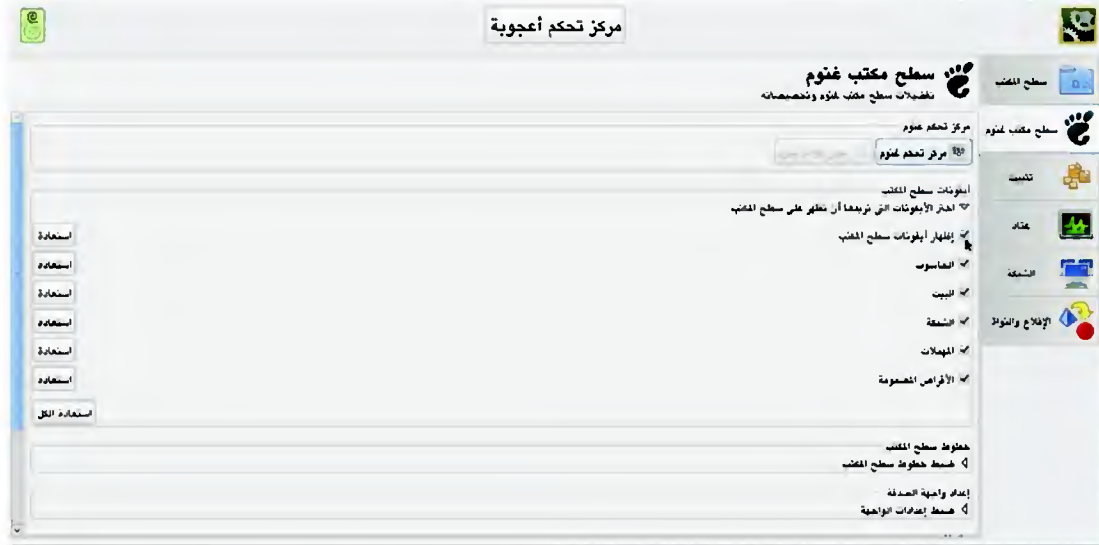 مركز تحكم أعجوبة
سطح المكتب
سطح مكتب غنوم
تثبيت
عتاد
الشبكة
الإقلاع والنواة
سطح مكتب غنوم
تفضيلات سطح مكتب غنوم وتخصيصاته
مركز تحكم غنوم
مركز تحكم غنوم
أيقونات سطح المكتب
اختر الأيقونات التي تريدها أن تظهر على سطح المكتب
إظهار أيقونات سطح المكتب
استعادة
الحاسوب
استعادة
البيت
استعادة
الشبكة
استعادة
المهملات
استعادة
الأقراص المضمومة
استعادة
استعادة الكل
خطوط سطح المكتب
ضبط خطوط سطح المكتب
إعداد واجهة الصدفة
ضبط إعدادات الواجهة